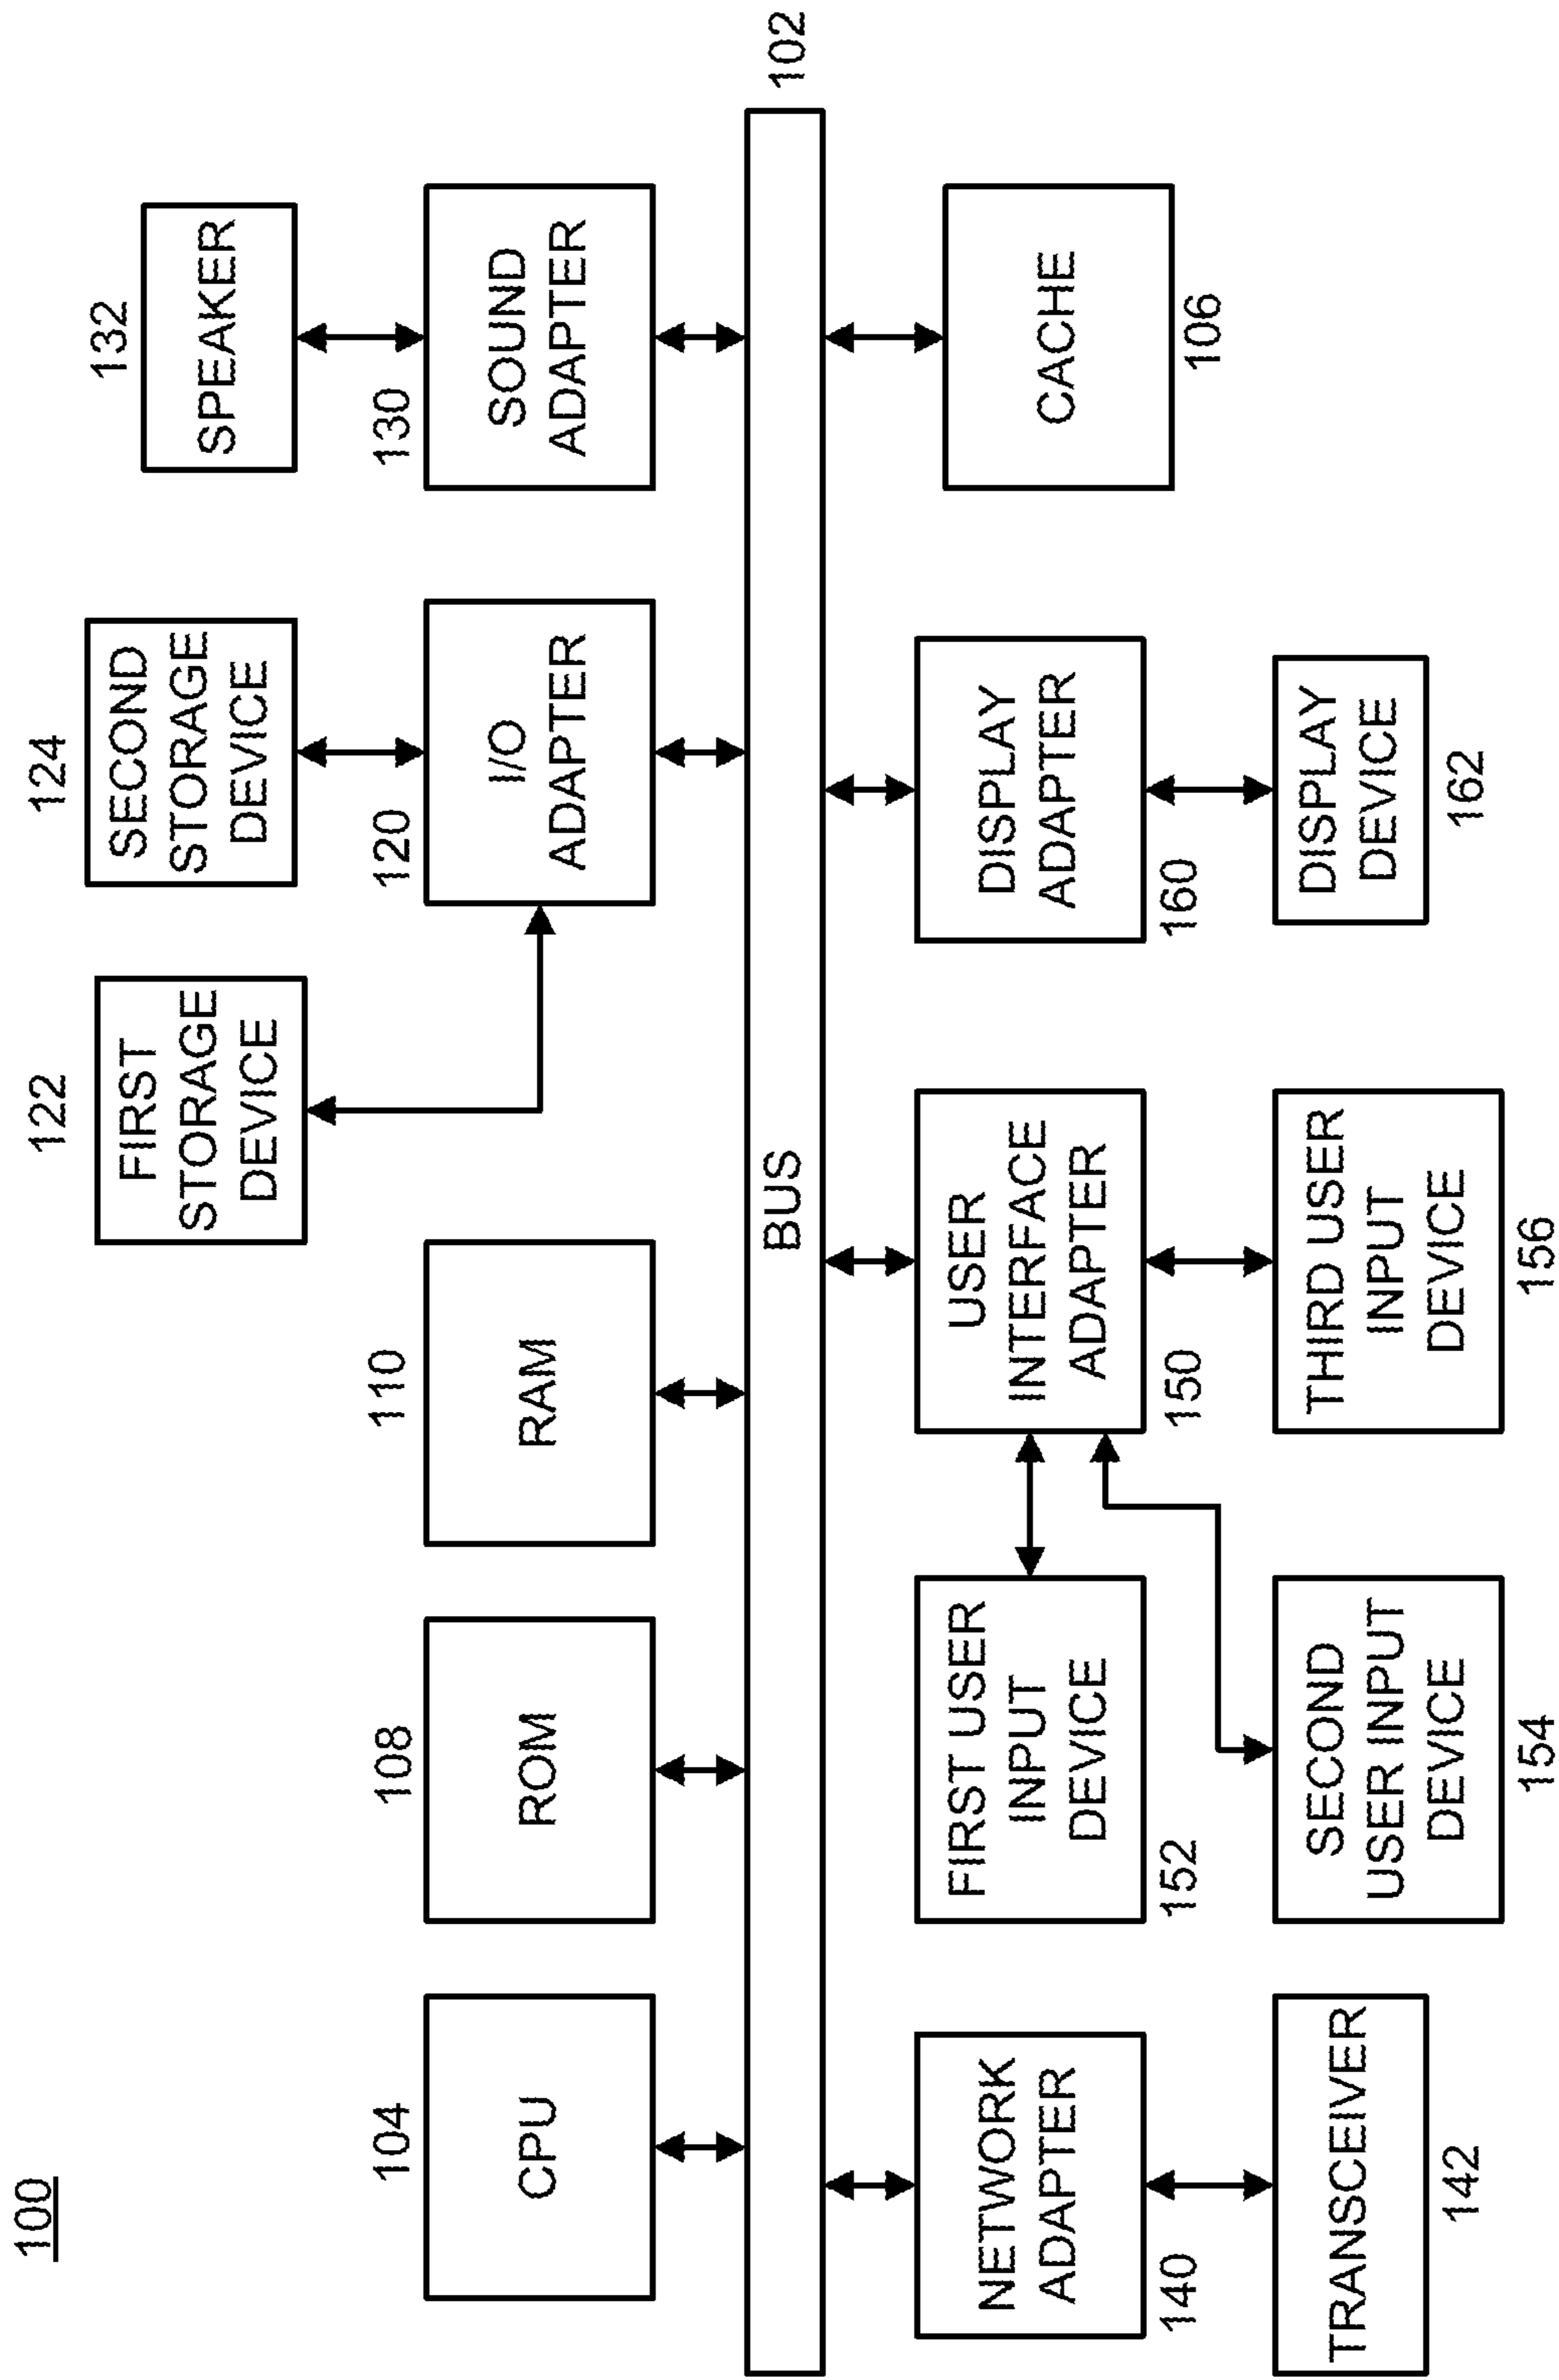 100
122
124
132
FIRST
STORAGE
DEVICE
SECOND
STORAGE
DEVICE
SPEAKER
104
108
110
120
130
CPU
ROM
RAM
I/O
ADAPTER
SOUND
ADAPTER
BUS
102
NETWORK
ADAPTER
FIRST USER
INPUT
DEVICE
USER
INTERFACE
ADAPTER
DISPLAY
ADAPTER
CACHE
140
152
150
160
106
TRANSCEIVER
SECOND
USER INPUT
DEVICE
THIRD USER
INPUT
DEVICE
DISPLAY
DEVICE
142
154
156
162